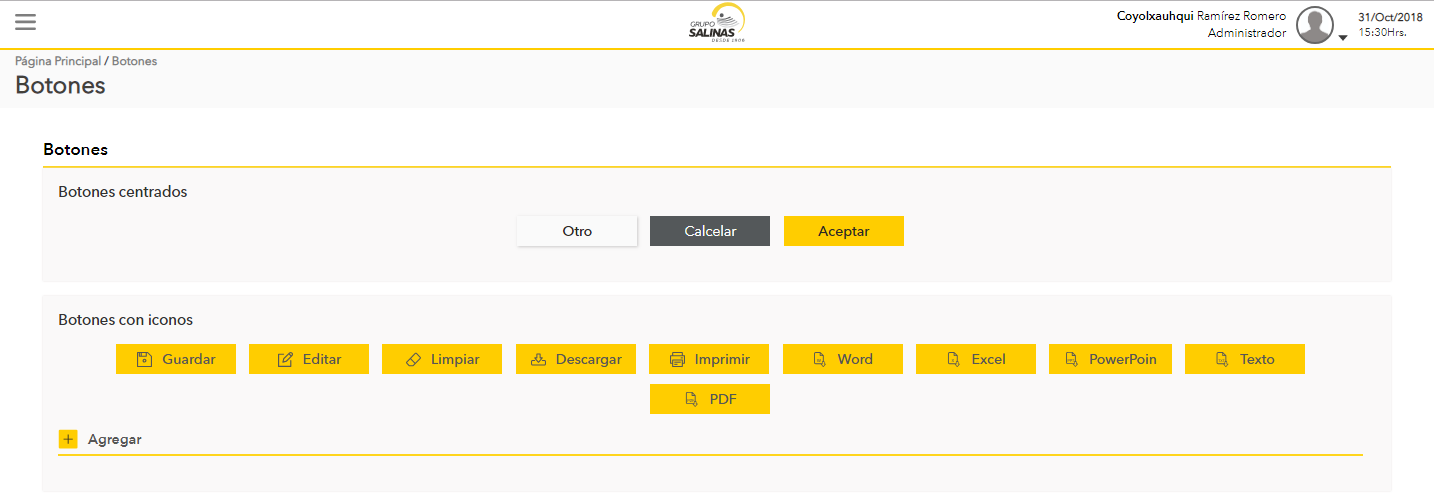 GRUPO
SALINAS
DESDE 1906
Coyolxauhqui Ramírez Romero
Administrador
31/Oct/2018
15:30Hrs.
Página Principal / Botones
Botones
Botones
Botones centrados
Otro Calcelar Aceptar
Botones con iconos
Guardar Editar Limpiar Descargar Imprimir Word Excel PowerPoin Texto
PDF
+ Agregar